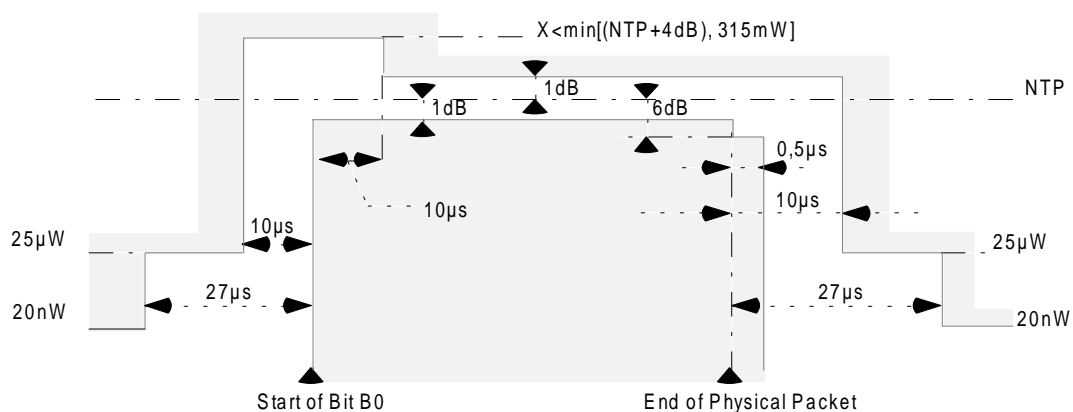 X<min[(NTP+4dB), 315mW]
NTP
1dB
1dB
6dB
0,5µs
10µs
10µs
10µs
25µW
25µW
27µs
27µs
20nW
20nW
Start of Bit B0
End of Physical Packet